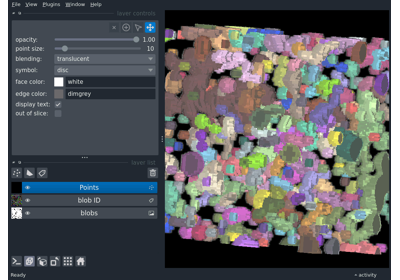 File View Plugins Window Help
layer controls
opacity: 1.00
point size: 10
blending: translucent
symbol: disc
face color: white
edge color: dimgrey
display text:
out of slice:
layer list
Points
blob ID
blobs
Ready
activity